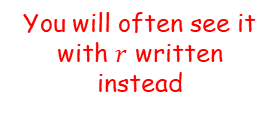 You will often see it
with r written
instead